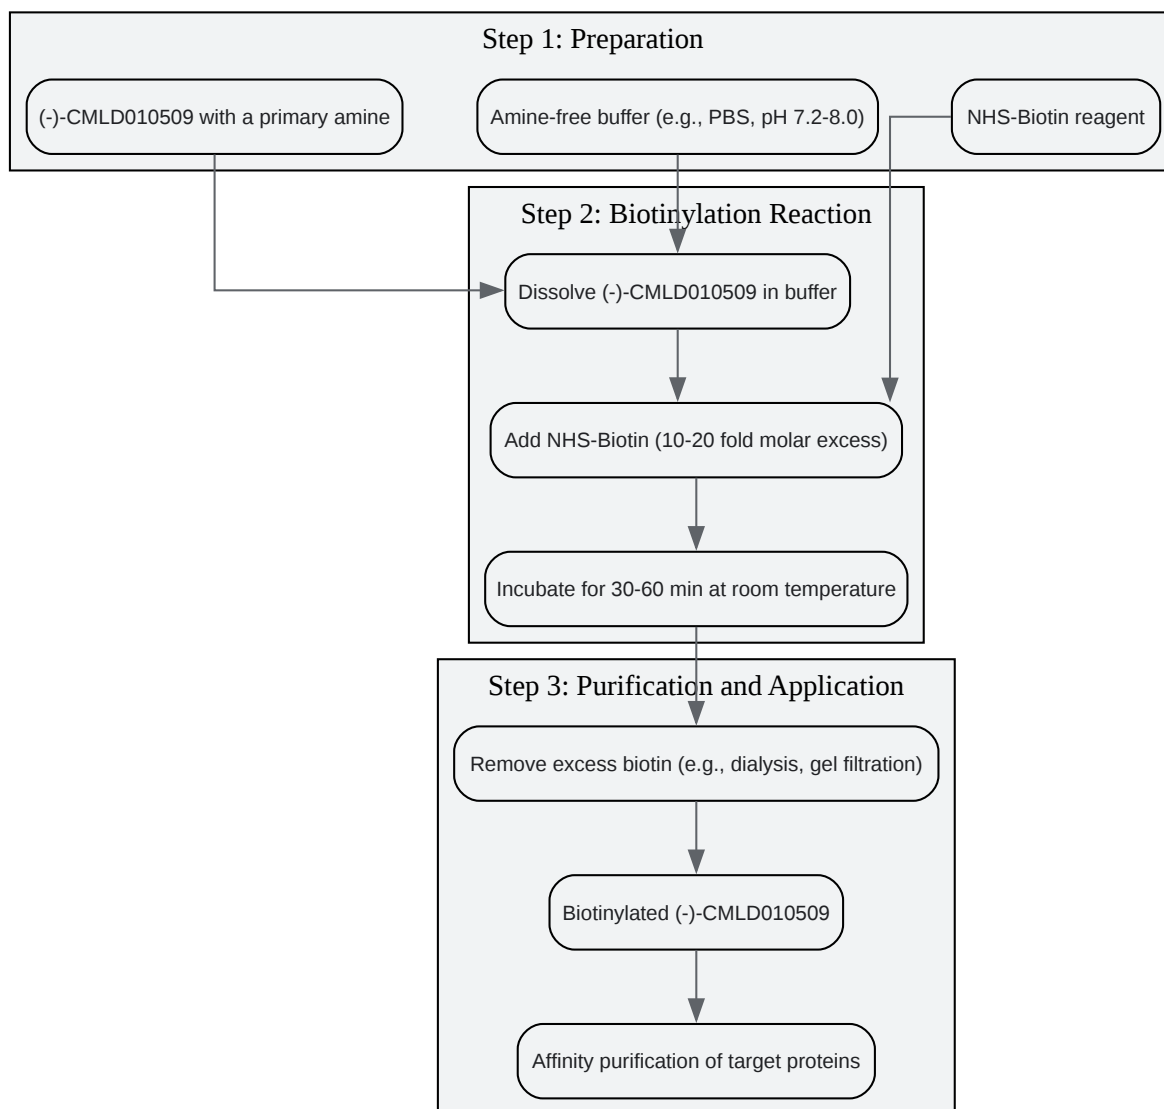 Step 1: Preparation
(-)-CMLD010509 with a primary amine
Amine-free buffer (e.g., PBS, pH 7.2-8.0)
NHS-Biotin reagent
Step 2: Biotinylation Reaction
Dissolve (-)-CMLD010509 in buffer
Add NHS-Biotin (10-20 fold molar excess)
Incubate for 30-60 min at room temperature
Step 3: Purification and Application
Remove excess biotin (e.g., dialysis, gel filtration)
Biotinylated (-)-CMLD010509
Affinity purification of target proteins